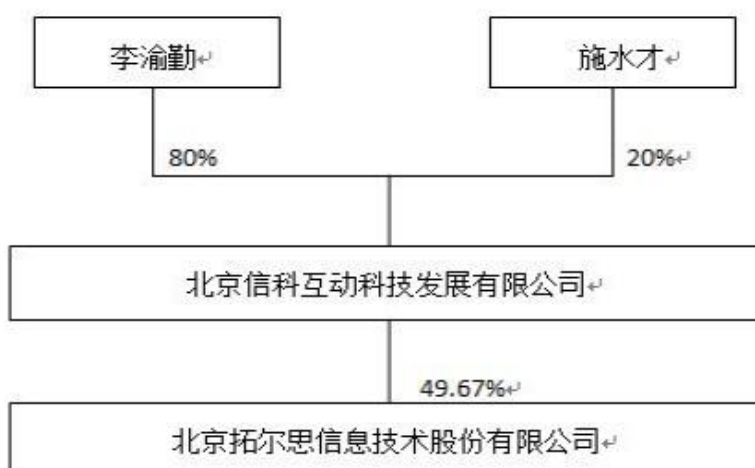 李渝勤
施水才
80%
20%
北京信科互动科技发展有限公司
49.67%
北京拓尔思信息技术股份有限公司